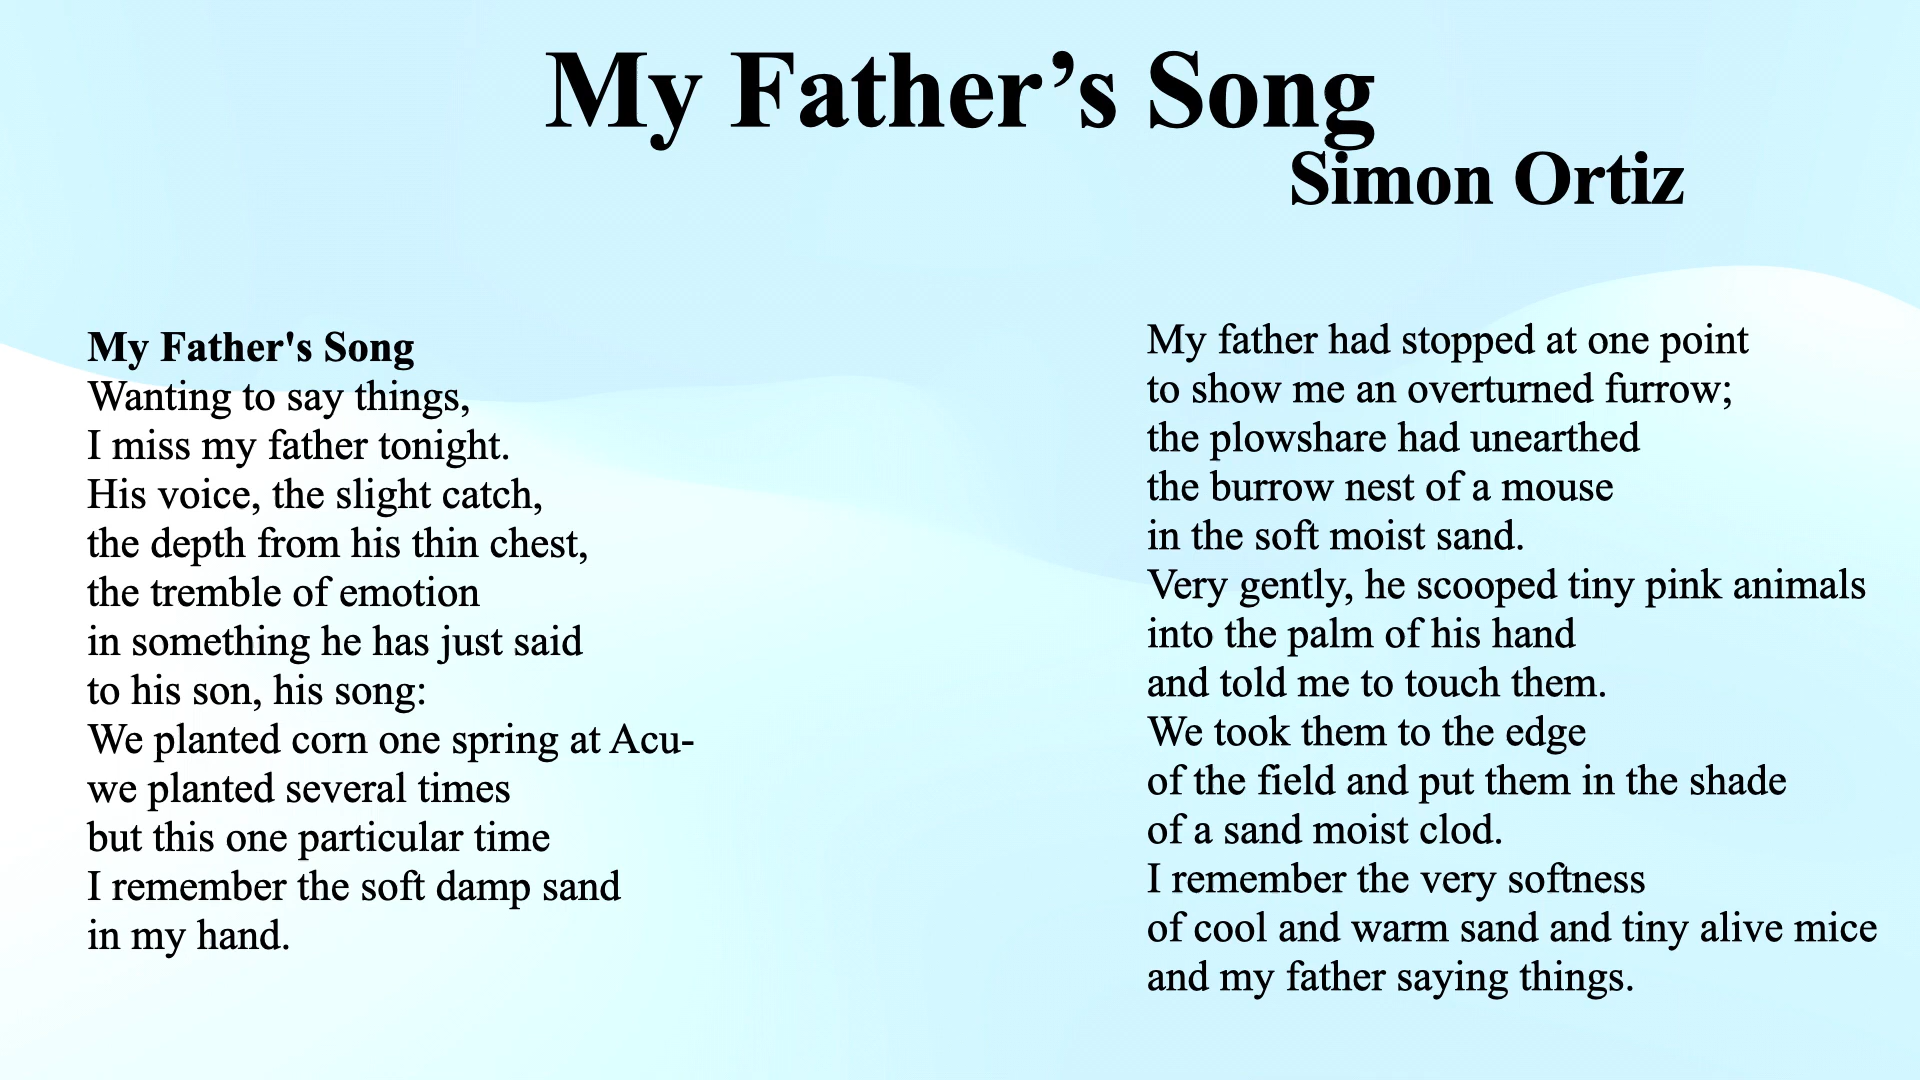 My Father’s Song
Simon Ortiz
My Father's Song
Wanting to say things,
I miss my father tonight.
His voice, the slight catch,
the depth from his thin chest,
the tremble of emotion
in something he has just said
to his son, his song:
We planted corn one spring at Acu-
we planted several times
but this one particular time
I remember the soft damp sand
in my hand.
My father had stopped at one point
to show me an overturned furrow;
the plowshare had unearthed
the burrow nest of a mouse
in the soft moist sand.
Very gently, he scooped tiny pink animals
into the palm of his hand
and told me to touch them.
We took them to the edge
of the field and put them in the shade
of a sand moist clod.
I remember the very softness
of cool and warm sand and tiny alive mice
and my father saying things.